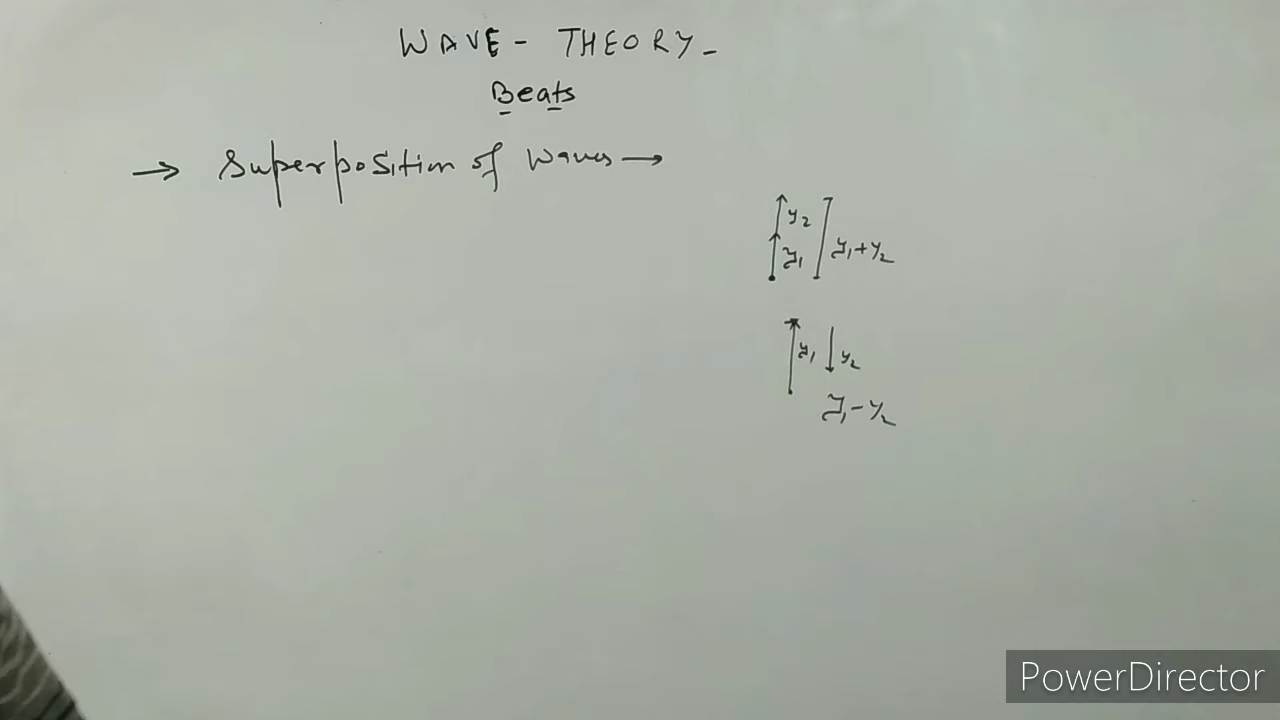 WAVE - THEORY -
Beats
→ Superposition of waves →
y₂
y₁
y₁+y₂
y₁
y₂
y₁-y₂
PowerDirector